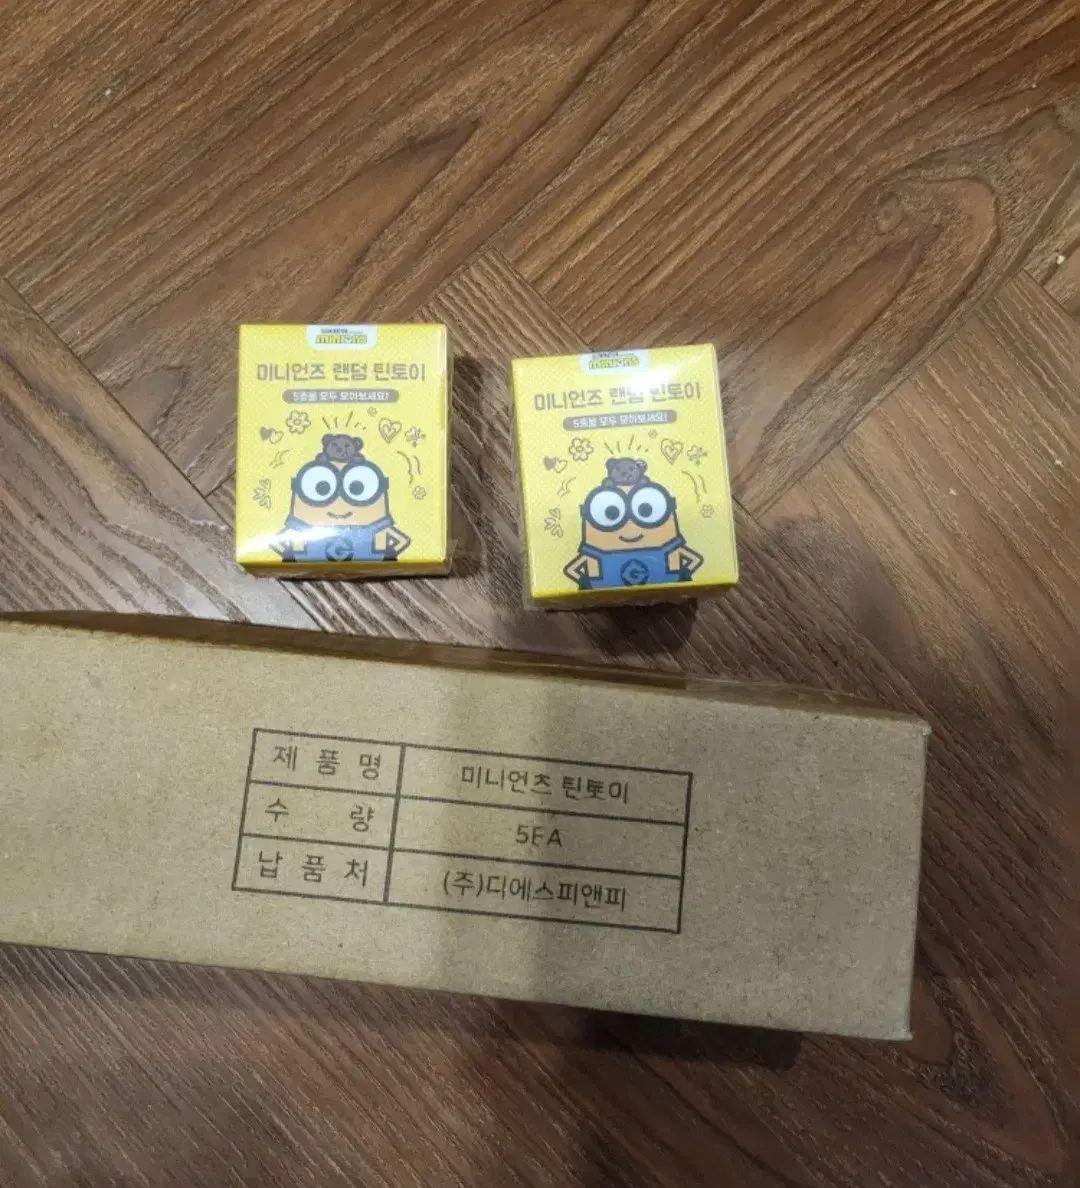 MINIONS
미니언즈 랜덤 틴토이
5종을 모두 모아보세요!
G
MINIONS
미니언즈 랜덤 틴토이
5종을 모두 모아보세요!
G
제 품 명 미니언츠 틴토이
수 량 5EA
납 품 처 (주)디에스피앤피